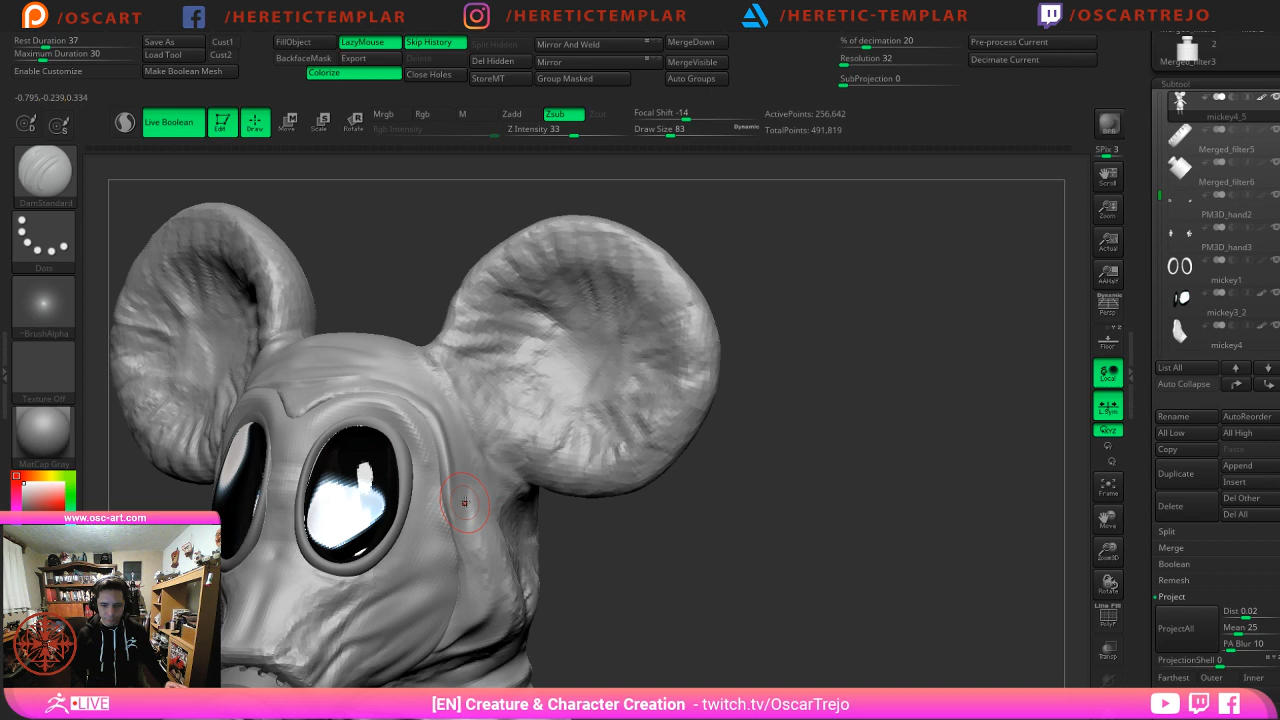 /OSCART
/HERETICTEMPLAR
/HERETICTEMPLAR
/HERETIC-TEMPLAR
/OSCARTREJO
Rest Duration 37
Maximum Duration 30
Enable Customize
Save As
Cust1
Load Tool
Cust2
Make Boolean Mesh
FillObject
LazyMouse
Skip History
Split Hidden
Mirror And Weld
MergeDown
BackfaceMask
Export
Delete
Del Hidden
Mirror
MergeVisible
Colorize
Close Holes
StoreMT
Group Masked
Auto Groups
% of decimation 20
Resolution 32
SubProjection 0
Pre-process Current
Decimate Current
Merged_filter3
2
-0.795,-0.239,0.334
Live Boolean
Edit
Draw
Move
Scale
Rotate
Mrgb
Rgb
M
Rgb Intensity
Zadd
Zsub
Zcut
Z Intensity 33
Focal Shift -14
Draw Size 83
Dynamic
ActivePoints: 256,642
TotalPoints: 491,819
DamStandard
Dots
~BrushAlpha
Texture Off
MatCap Gray
BPR
SPix 3
Scroll
Zoom
Actual
AAHalf
Dynamic
Persp
Floor
Local
L.Sym
Frame
Move
Zoom3D
Rotate
Line Fill
PolyF
Transp
Subtool
mickey4_5
Merged_filter5
Merged_filter6
PM3D_hand2
PM3D_hand3
mickey1
mickey3_2
mickey4
List All
Auto Collapse
Rename
AutoReorder
All Low
All High
Copy
Paste
Duplicate
Append
Insert
Delete
Del Other
Del All
Split
Merge
Boolean
Remesh
Project
ProjectAll
Dist 0.02
Mean 25
PA Blur 10
ProjectionShell 0
Farthest
Outer
Inner
www.osc-art.com
LIVE
[EN] Creature & Character Creation - twitch.tv/OscarTrejo